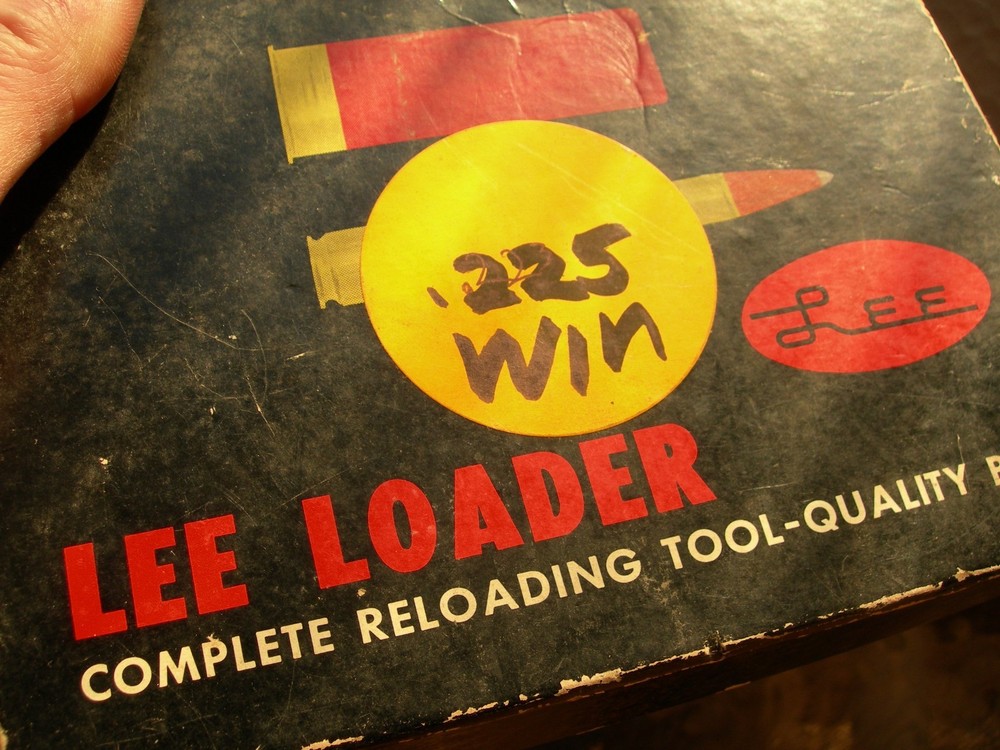 .225
WIN
LEE
LEE LOADER
COMPLETE RELOADING TOOL-QUALITY